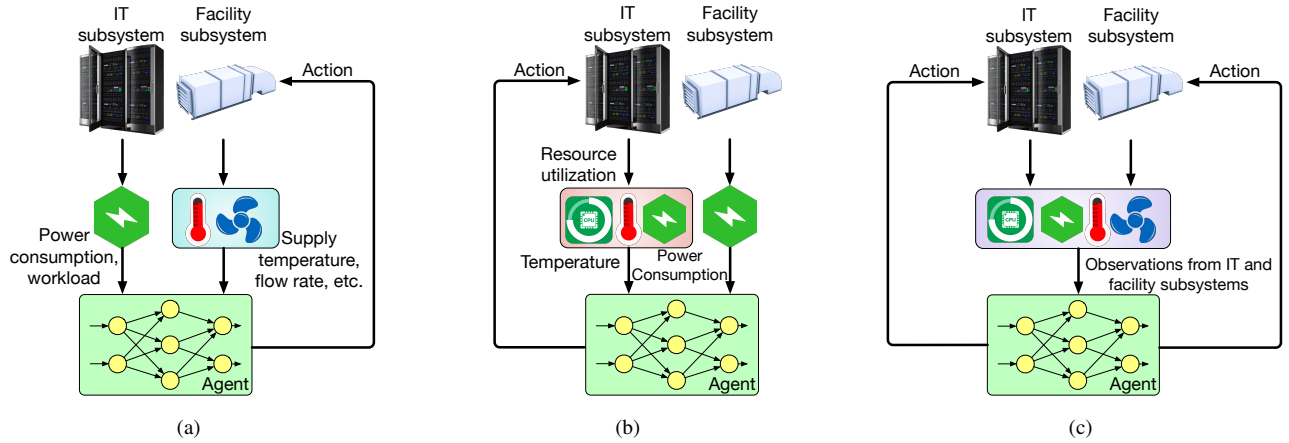 IT
subsystem
Facility
subsystem
Action
Power
consumption,
workload
Supply
temperature,
flow rate, etc.
Agent
(a)
IT
subsystem
Facility
subsystem
Action
Resource
utilization
CPU
Temperature
Power
Consumption
Agent
(b)
IT
subsystem
Facility
subsystem
Action
Action
CPU
Observations from IT and
facility subsystems
Agent
(c)